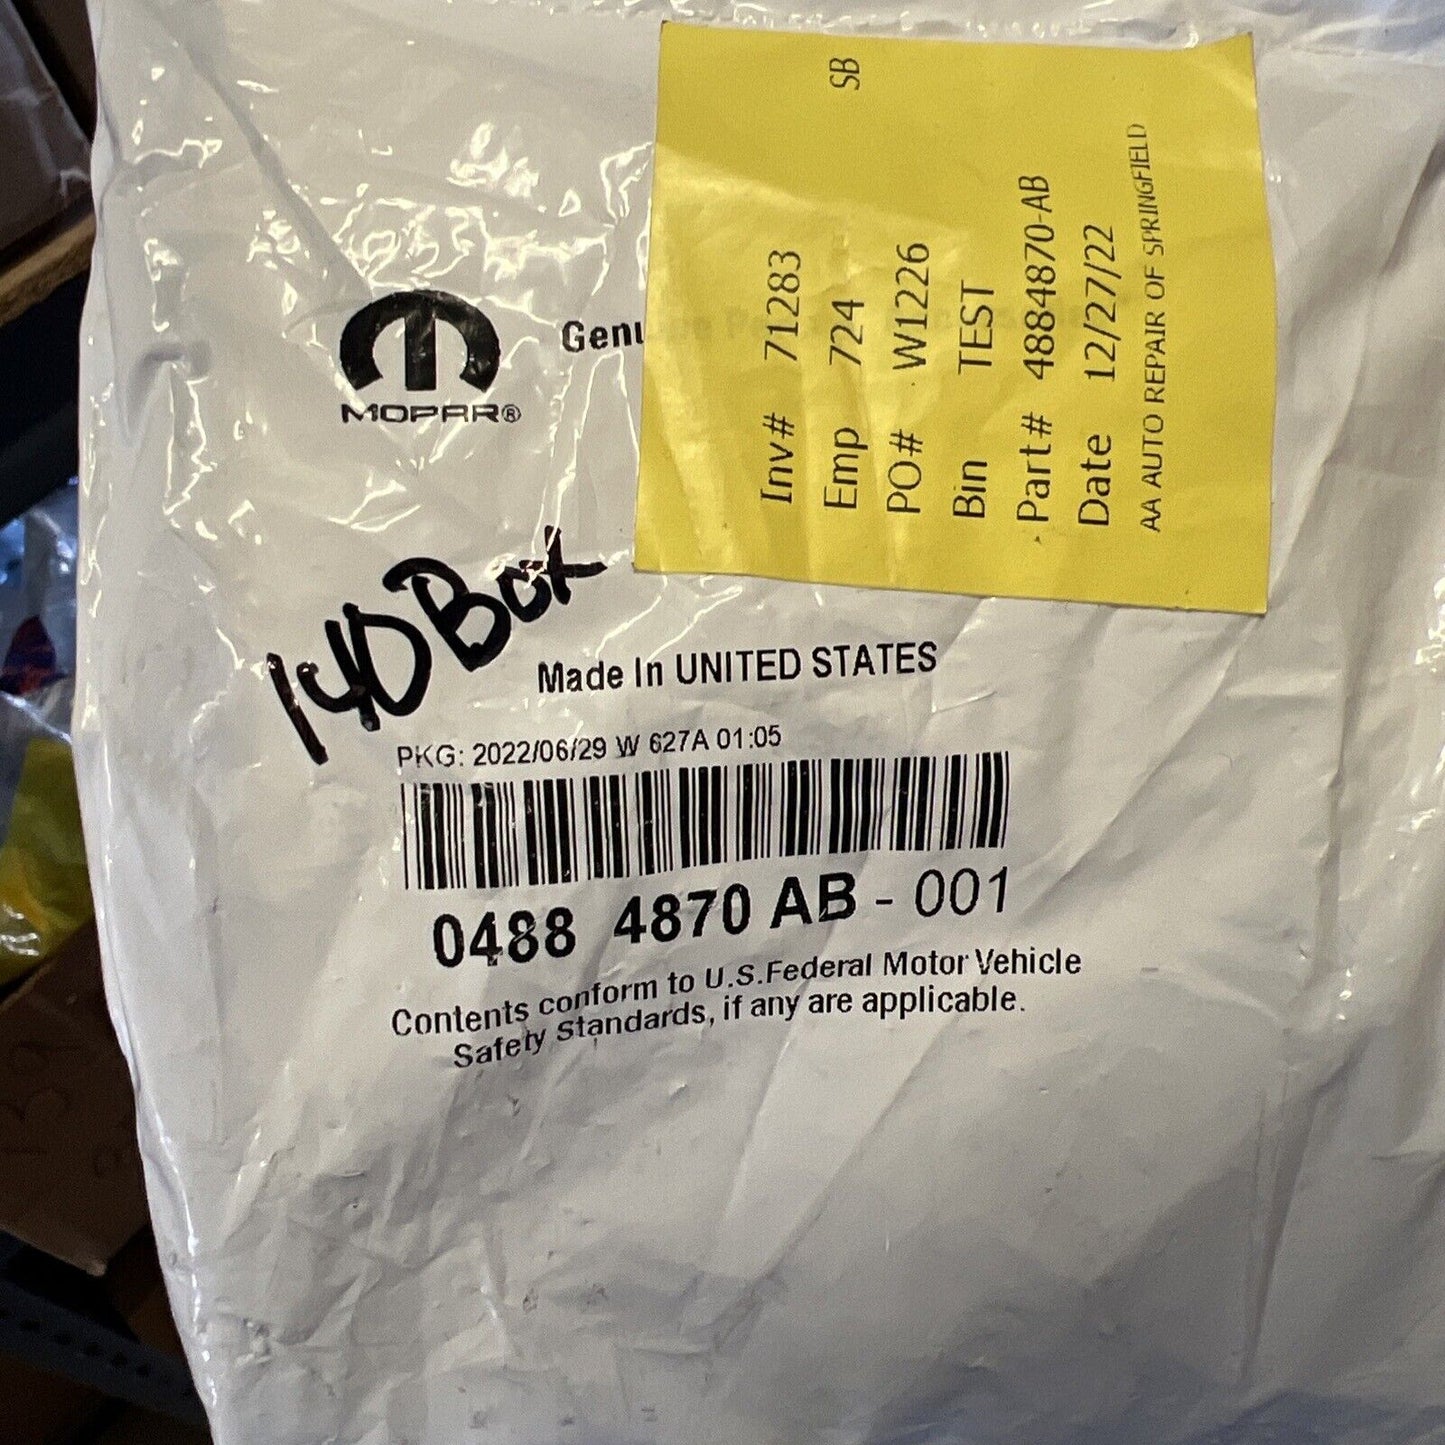 MOPAR®
Genu
SB
Inv# 71283
Emp 724
PO# W1226
Bin TEST
Part# 4884870-AB
Date 12/27/22
AA AUTO REPAIR OF SPRINGFIELD
140 Box
Made In UNITED STATES
PKG: 2022/06/29 W 627A 01:05
0488 4870 AB - 001
Contents conform to U.S.Federal Motor Vehicle
Safety Standards, if any are applicable.